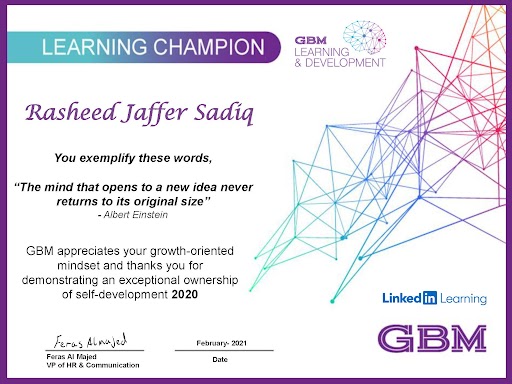 LEARNING CHAMPION
GBM
LEARNING
& DEVELOPMENT
Rasheed Jaffer Sadiq
You exemplify these words,
“The mind that opens to a new idea never
returns to its original size”
- Albert Einstein
GBM appreciates your growth-oriented
mindset and thanks you for
demonstrating an exceptional ownership
of self-development 2020
Linked in Learning
GBM
Feras Almajed
Feras Al Majed
VP of HR & Communication
February- 2021
Date